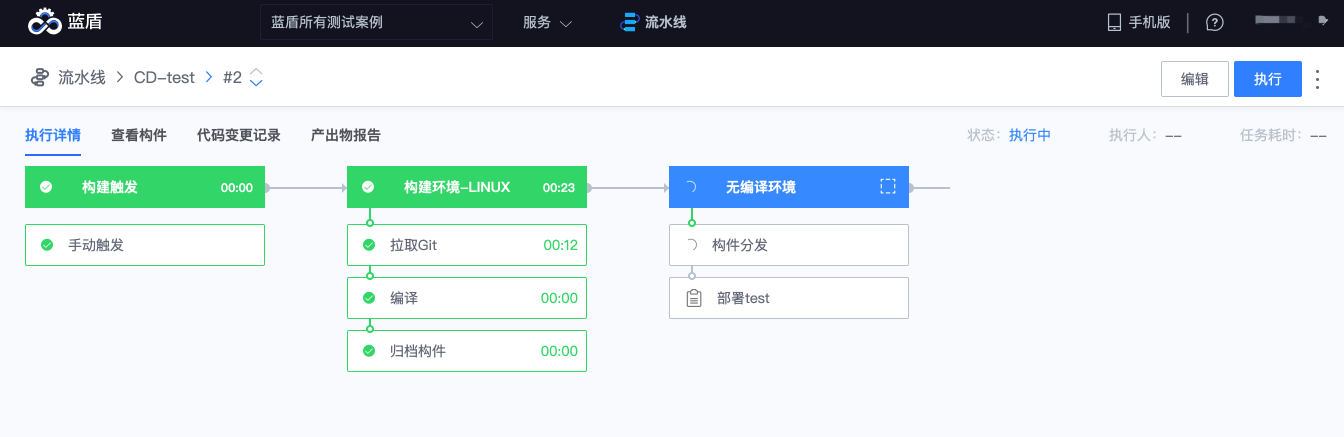 蓝盾 蓝盾所有测试案例 服务 流水线 手机版
流水线 CD-test #2 编辑 执行
执行详情 查看构件 代码变更记录 产出物报告 状态: 执行中 执行人: -- 任务耗时: --
构建触发 00:00 构建环境-LINUX 00:23 无编译环境
手动触发 拉取Git 00:12 构件分发
编译 00:00 部署test
归档构件 00:00